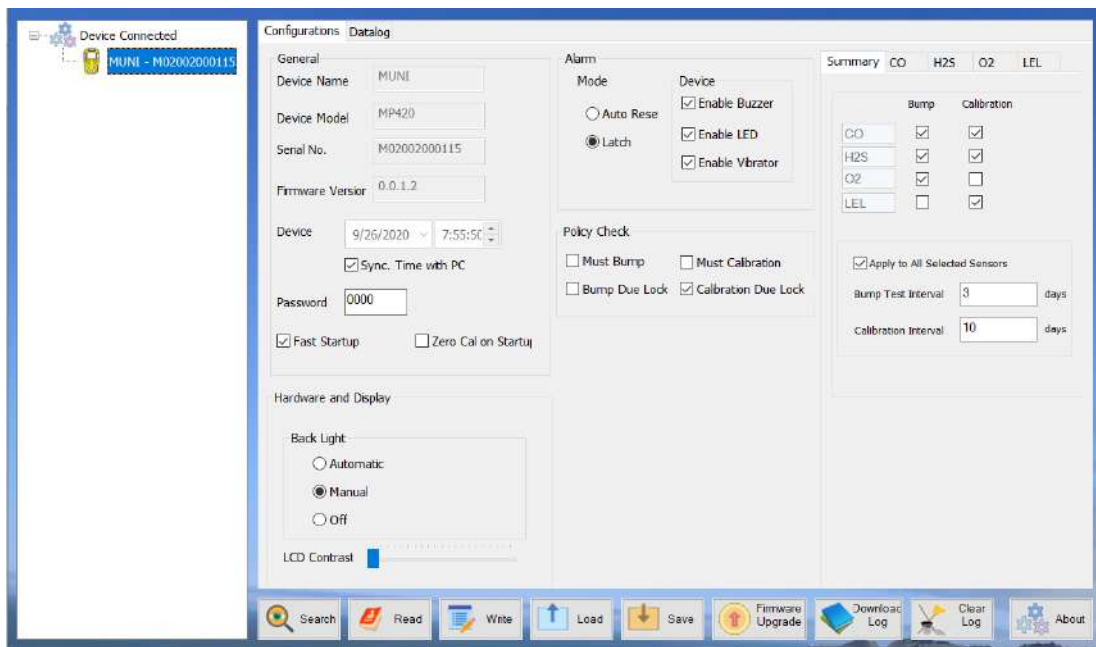 Device Connected
MUNI - M02002000115
Configurations Datalog
General
Device Name MUNI
Device Model MP420
Serial No. M02002000115
Firmware Versior 0.0.1.2
Device 9/26/2020 7:55:50
Sync. Time with PC
Password 0000
Fast Startup Zero Cal on Startu
Hardware and Display
Back Light
Automatic
Manual
Off
LCD Contrast
Alarm
Mode
Auto Rese
Latch
Device
Enable Buzzer
Enable LED
Enable Vibrator
Policy Check
Must Bump Must Calibration
Bump Due Lock Calibration Due Lock
Summary CO H2S O2 LEL
Bump Calibration
CO
H2S
O2
LEL
Apply to All Selected Sensors
Bump Test Interval 3 days
Calibration Interval 10 days
Search
Read
Write
Load
Save
Firmware
Upgrade
Downloac
Log
Clear
Log
About